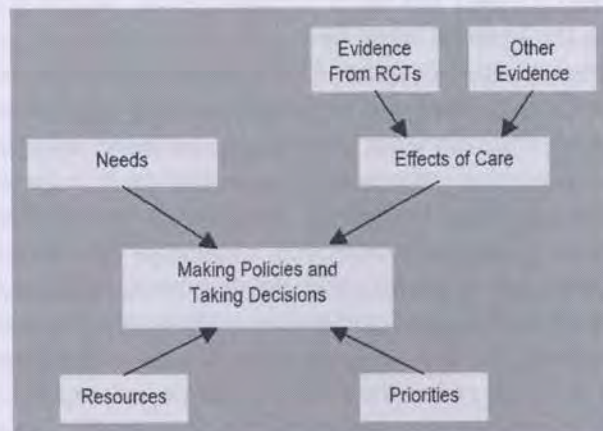 Evidence
From RCTs
Other
Evidence
Needs
Effects of Care
Making Policies and
Taking Decisions
Resources
Priorities